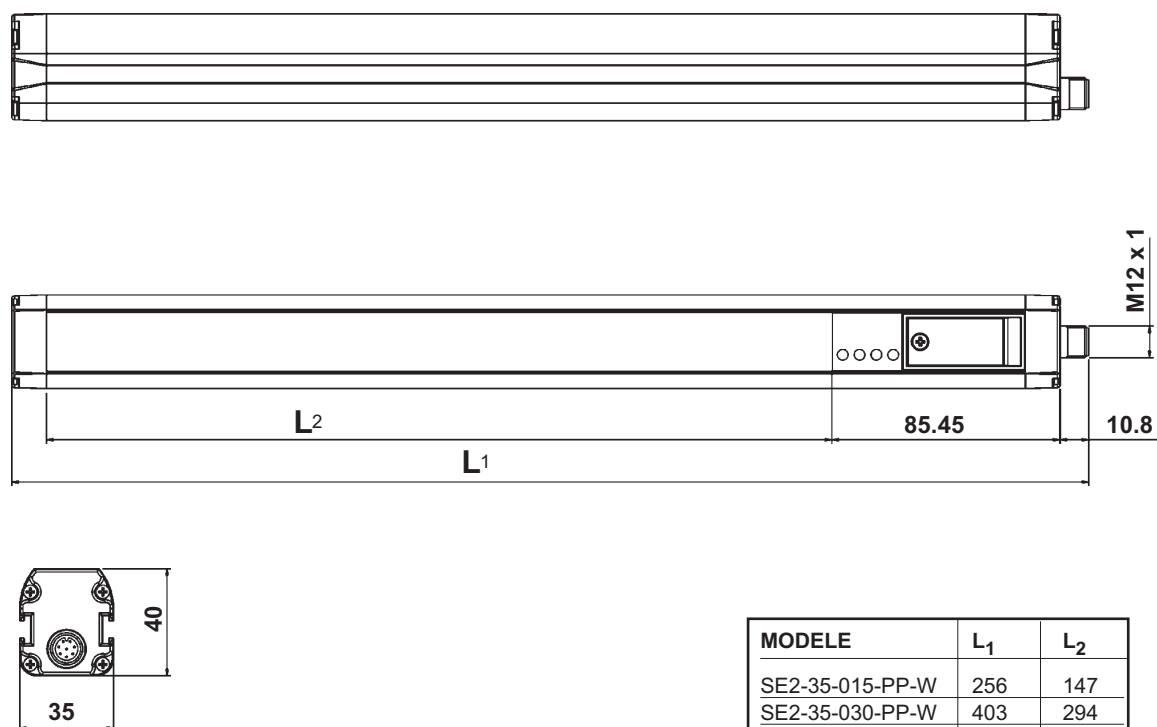 M12 x 1
L2
85.45
10.8
L1
40
35
MODELE L1 L2
SE2-35-015-PP-W 256 147
SE2-35-030-PP-W 403 294